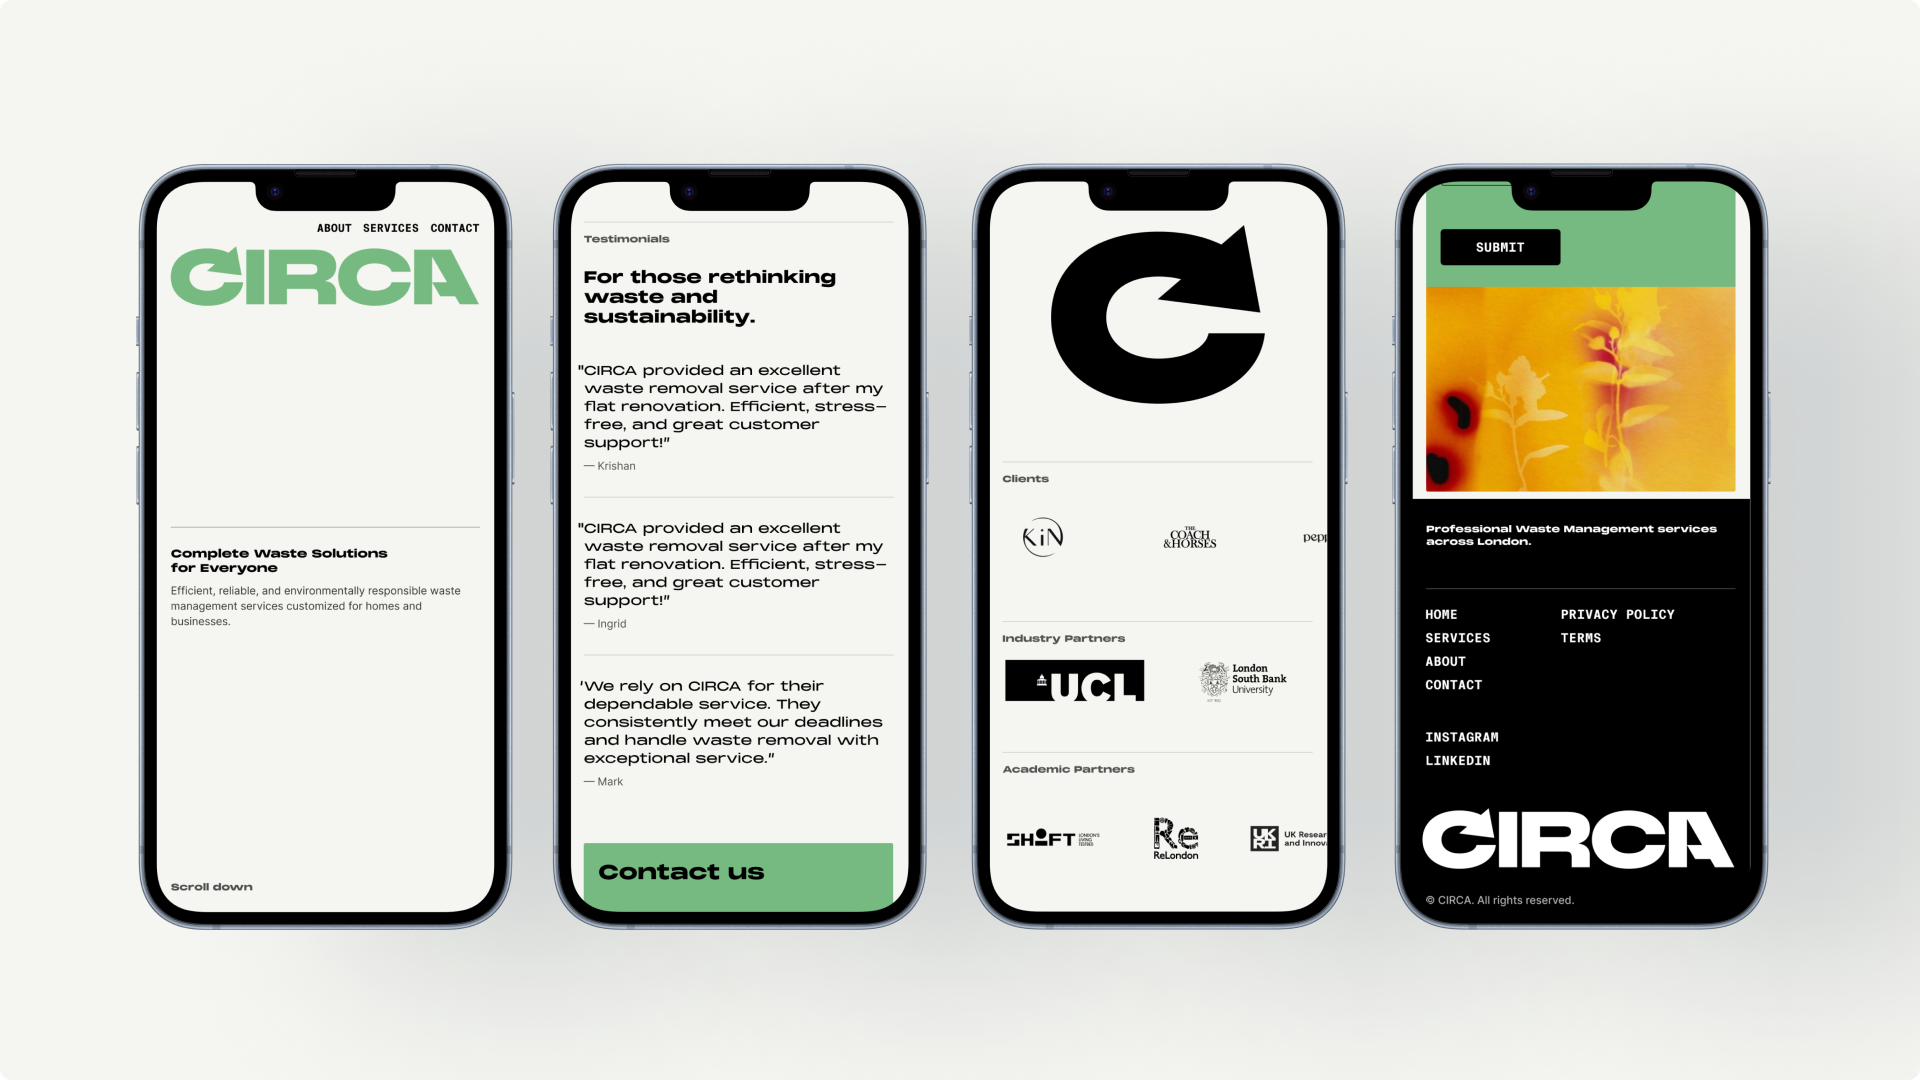 ABOUT SERVICES CONTACT
CIRCA
Complete Waste Solutions
for Everyone
Efficient, reliable, and environmentally responsible waste
management services customized for homes and
businesses.
Scroll down
Testimonials
For those rethinking
waste and
sustainability.
"CIRCA provided an excellent
waste removal service after my
flat renovation. Efficient, stress-
free, and great customer
support!"
— Krishan
"CIRCA provided an excellent
waste removal service after my
flat renovation. Efficient, stress-
free, and great customer
support!"
— Ingrid
'We rely on CIRCA for their
dependable service. They
consistently meet our deadlines
and handle waste removal with
exceptional service."
— Mark
Contact us
C
Clients
KiN
THE
COACH
&HORSES
pepp
Industry Partners
UCL
London
South Bank
University
EST 1892
Academic Partners
SHIFT
LONDON'S
LIVING
TESTBED
Re
ReLondon
UK
RI
UK Resear
and Innov
SUBMIT
Professional Waste Management services
across London.
HOME
SERVICES
ABOUT
CONTACT
PRIVACY POLICY
TERMS
INSTAGRAM
LINKEDIN
CIRCA
© CIRCA. All rights reserved.